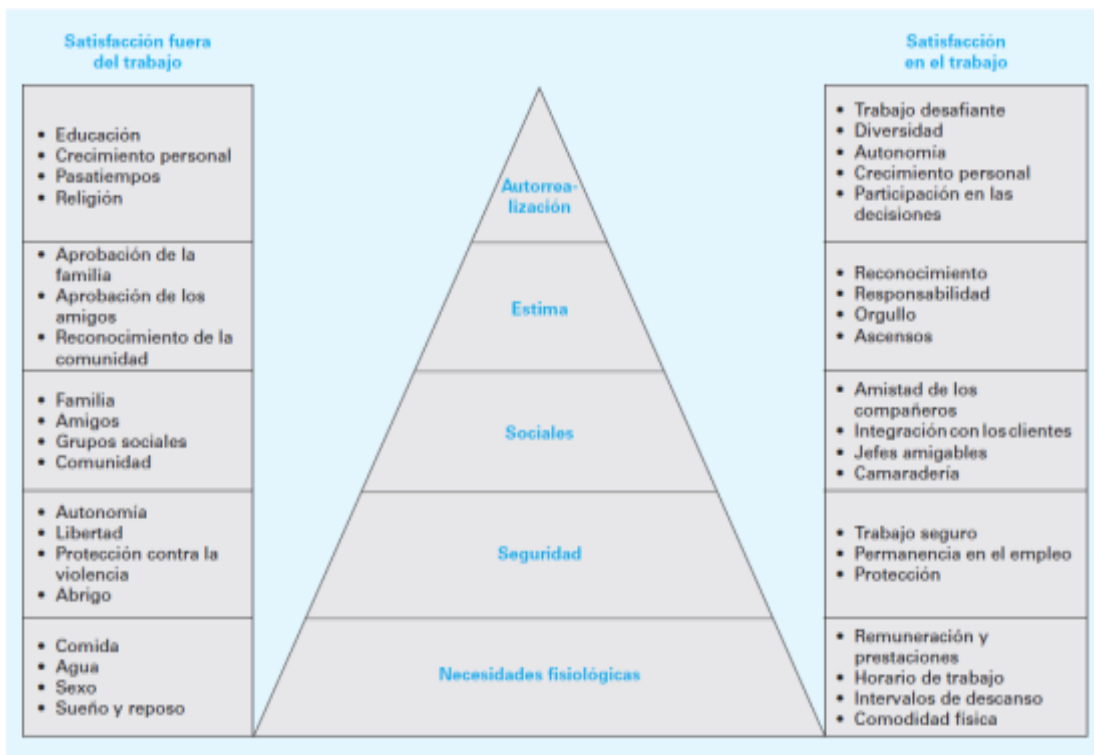 Satisfacción fuera
del trabajo
• Educación
• Crecimiento personal
• Pasatiempos
• Religión
• Aprobación de la
familia
• Aprobación de los
amigos
• Reconocimiento de la
comunidad
• Familia
• Amigos
• Grupos sociales
• Comunidad
• Autonomía
• Libertad
• Protección contra la
violencia
• Abrigo
• Comida
• Agua
• Sexo
• Sueño y reposo
Autorrea-
lización
Estima
Sociales
Seguridad
Necesidades fisiológicas
Satisfacción
en el trabajo
• Trabajo desafiante
• Diversidad
• Autonomía
• Crecimiento personal
• Participación en las
decisiones
• Reconocimiento
• Responsabilidad
• Orgullo
• Ascensos
• Amistad de los
compañeros
• Integración con los clientes
• Jefes amigables
• Camaradería
• Trabajo seguro
• Permanencia en el empleo
• Protección
• Remuneración y
prestaciones
• Horario de trabajo
• Intervalos de descanso
• Comodidad física